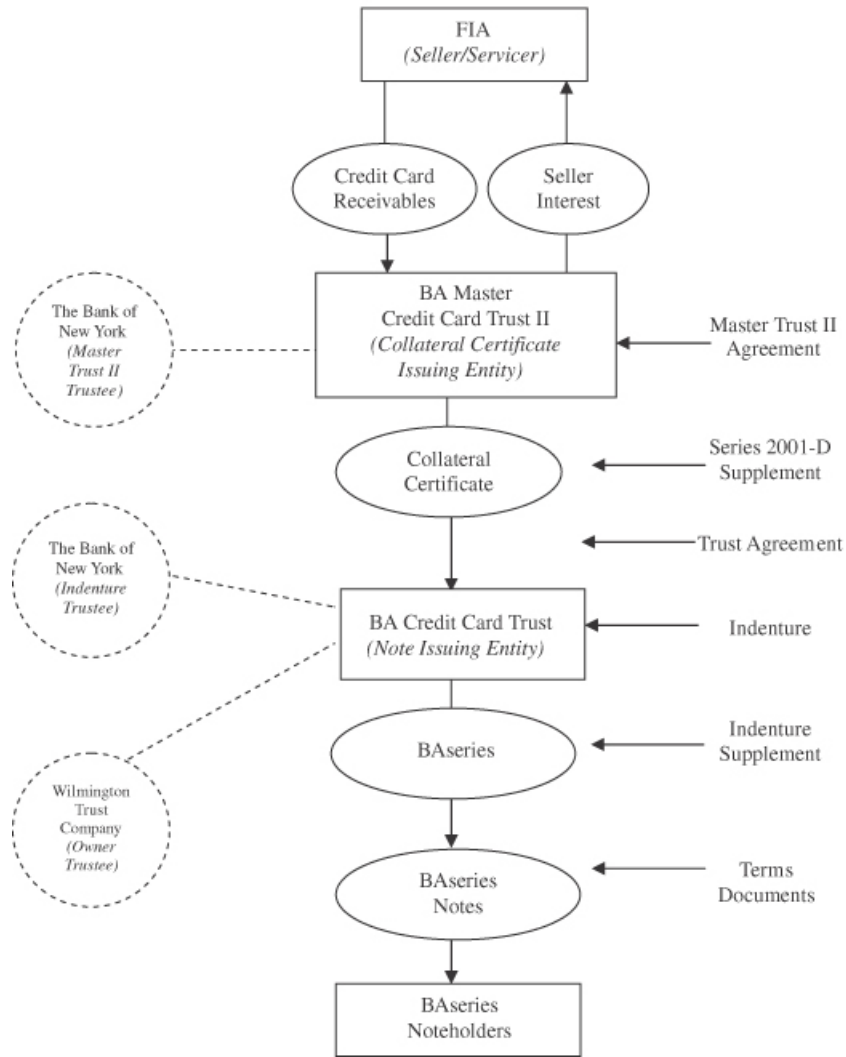 FIA
(Seller/Servicer)
Credit Card
Receivables
Seller
Interest
The Bank of
New York
(Master
Trust II
Trustee)
BA Master
Credit Card Trust II
(Collateral Certificate
Issuing Entity)
Master Trust II
Agreement
Collateral
Certificate
Series 2001-D
Supplement
Trust Agreement
The Bank of
New York
(Indenture
Trustee)
BA Credit Card Trust
(Note Issuing Entity)
Indenture
BAseries
Indenture
Supplement
Wilmington
Trust
Company
(Owner
Trustee)
BAseries
Notes
Terms
Documents
BAseries
Noteholders